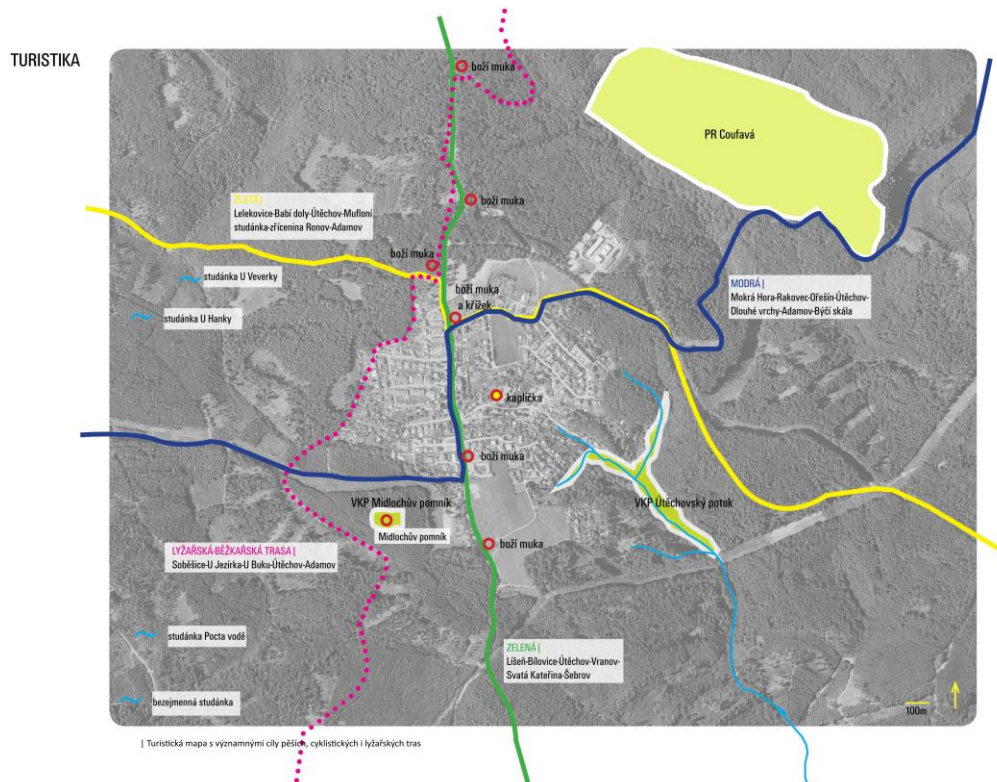 TURISTIKA
boží muka
PR Coufavá
ŽLUTÁ |
Lelekovice-Babí doly-Útěchov-Mufloní
studánka-zřícenina Ronov-Adamov
boží muka
boží muka
studánka U Veverky
boží muka
a křížek
studánka U Hanky
MODRÁ |
Mokrá Hora-Rakovec-Ořešín-Útěchov-
Dlouhé vrchy-Adamov-Býčí skála
kaplička
boží muka
VKP Midlochův pomník
Midlochův pomník
VKP Útěchovský potok
boží muka
LYŽAŘSKÁ-BĚŽKAŘSKÁ TRASA |
Soběšice-U Jezírka-U Buku-Útěchov-Adamov
studánka Pocta vodě
ZELENÁ |
Líšeň-Bílovice-Útěchov-Vranov-
Svatá Kateřina-Šebrov
bezejmenná studánka
100m
| Turistická mapa s významnými cíly pěších, cyklistických i lyžařských tras